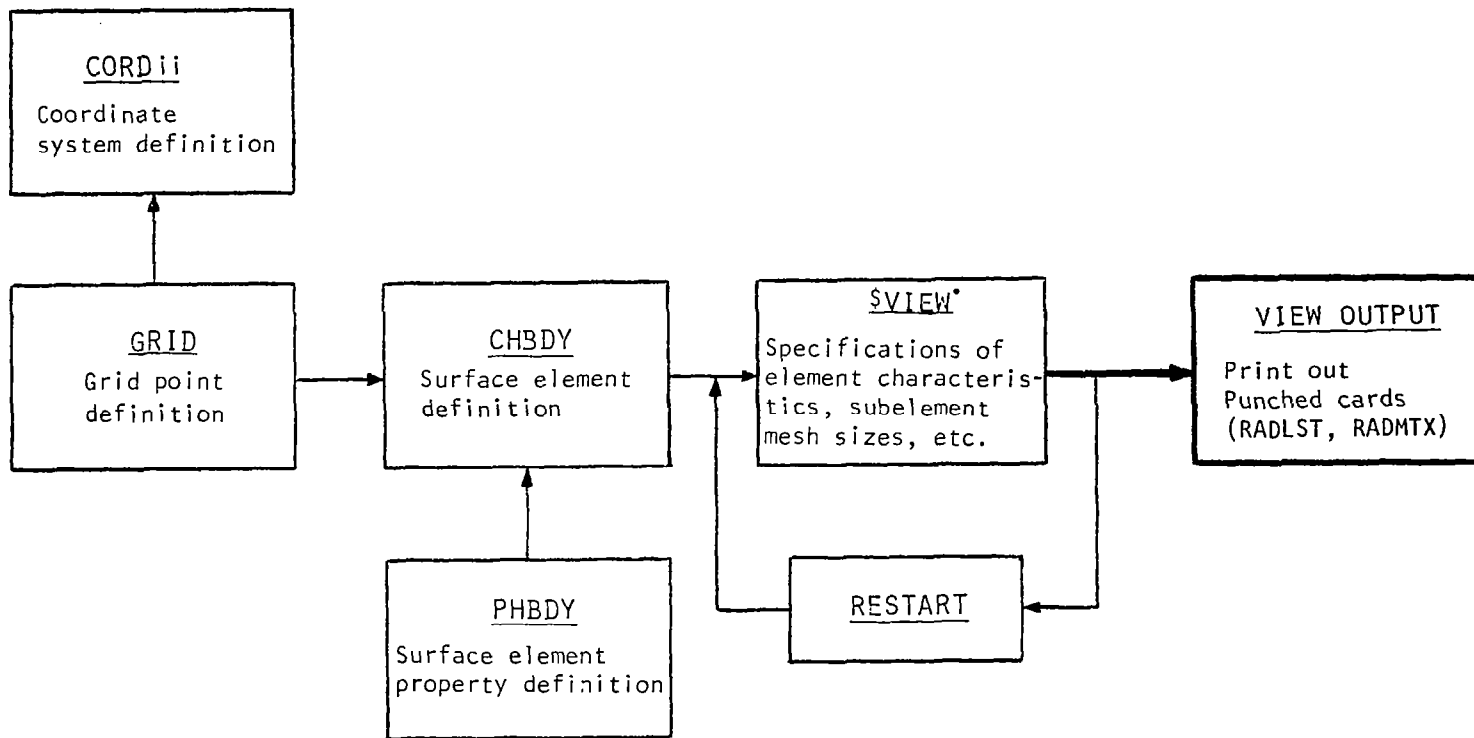 CORDii
Coordinate
system definition
GRID
Grid point
definition
CHBDY
Surface element
definition
PHBDY
Surface element
property definition
$VIEW*
Specifications of
element characteris-
tics, subelement
mesh sizes, etc.
RESTART
VIEW OUTPUT
Print out
Punched cards
(RADLST, RADMTX)